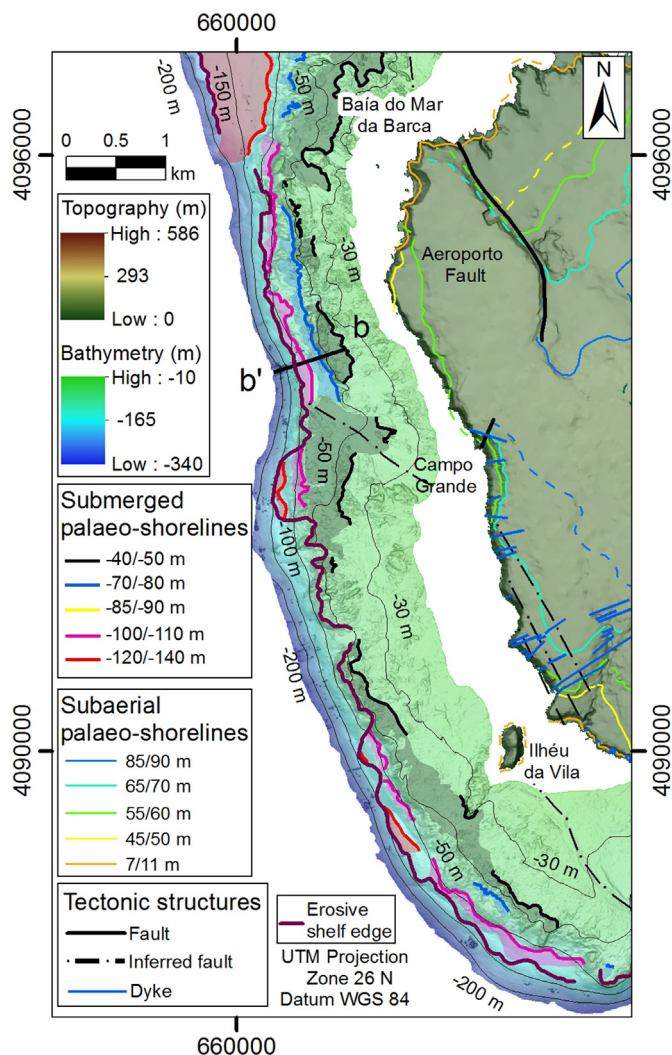 660000
-200 m
-150 m
-50 m
N
Baía do Mar
da Barca
0 0.5 1
km
4096000
4096000
Topography (m)
High : 586
293
Low : 0
Aeroporto
Fault
-30 m
Bathymetry (m)
High : -10
-165
Low : -340
b
b'
-50 m
Campo
Grande
Submerged
palaeo-shorelines
-40/-50 m
-70/-80 m
-85/-90 m
-100/-110 m
-120/-140 m
-100 m
-30 m
-200 m
Subaerial
palaeo-shorelines
85/90 m
65/70 m
55/60 m
45/50 m
7/11 m
4090000
4090000
Ilhéu
da Vila
-50 m
-30 m
Tectonic structures
Fault
Inferred fault
Dyke
Erosive
shelf edge
UTM Projection
Zone 26 N
Datum WGS 84
-200 m
660000